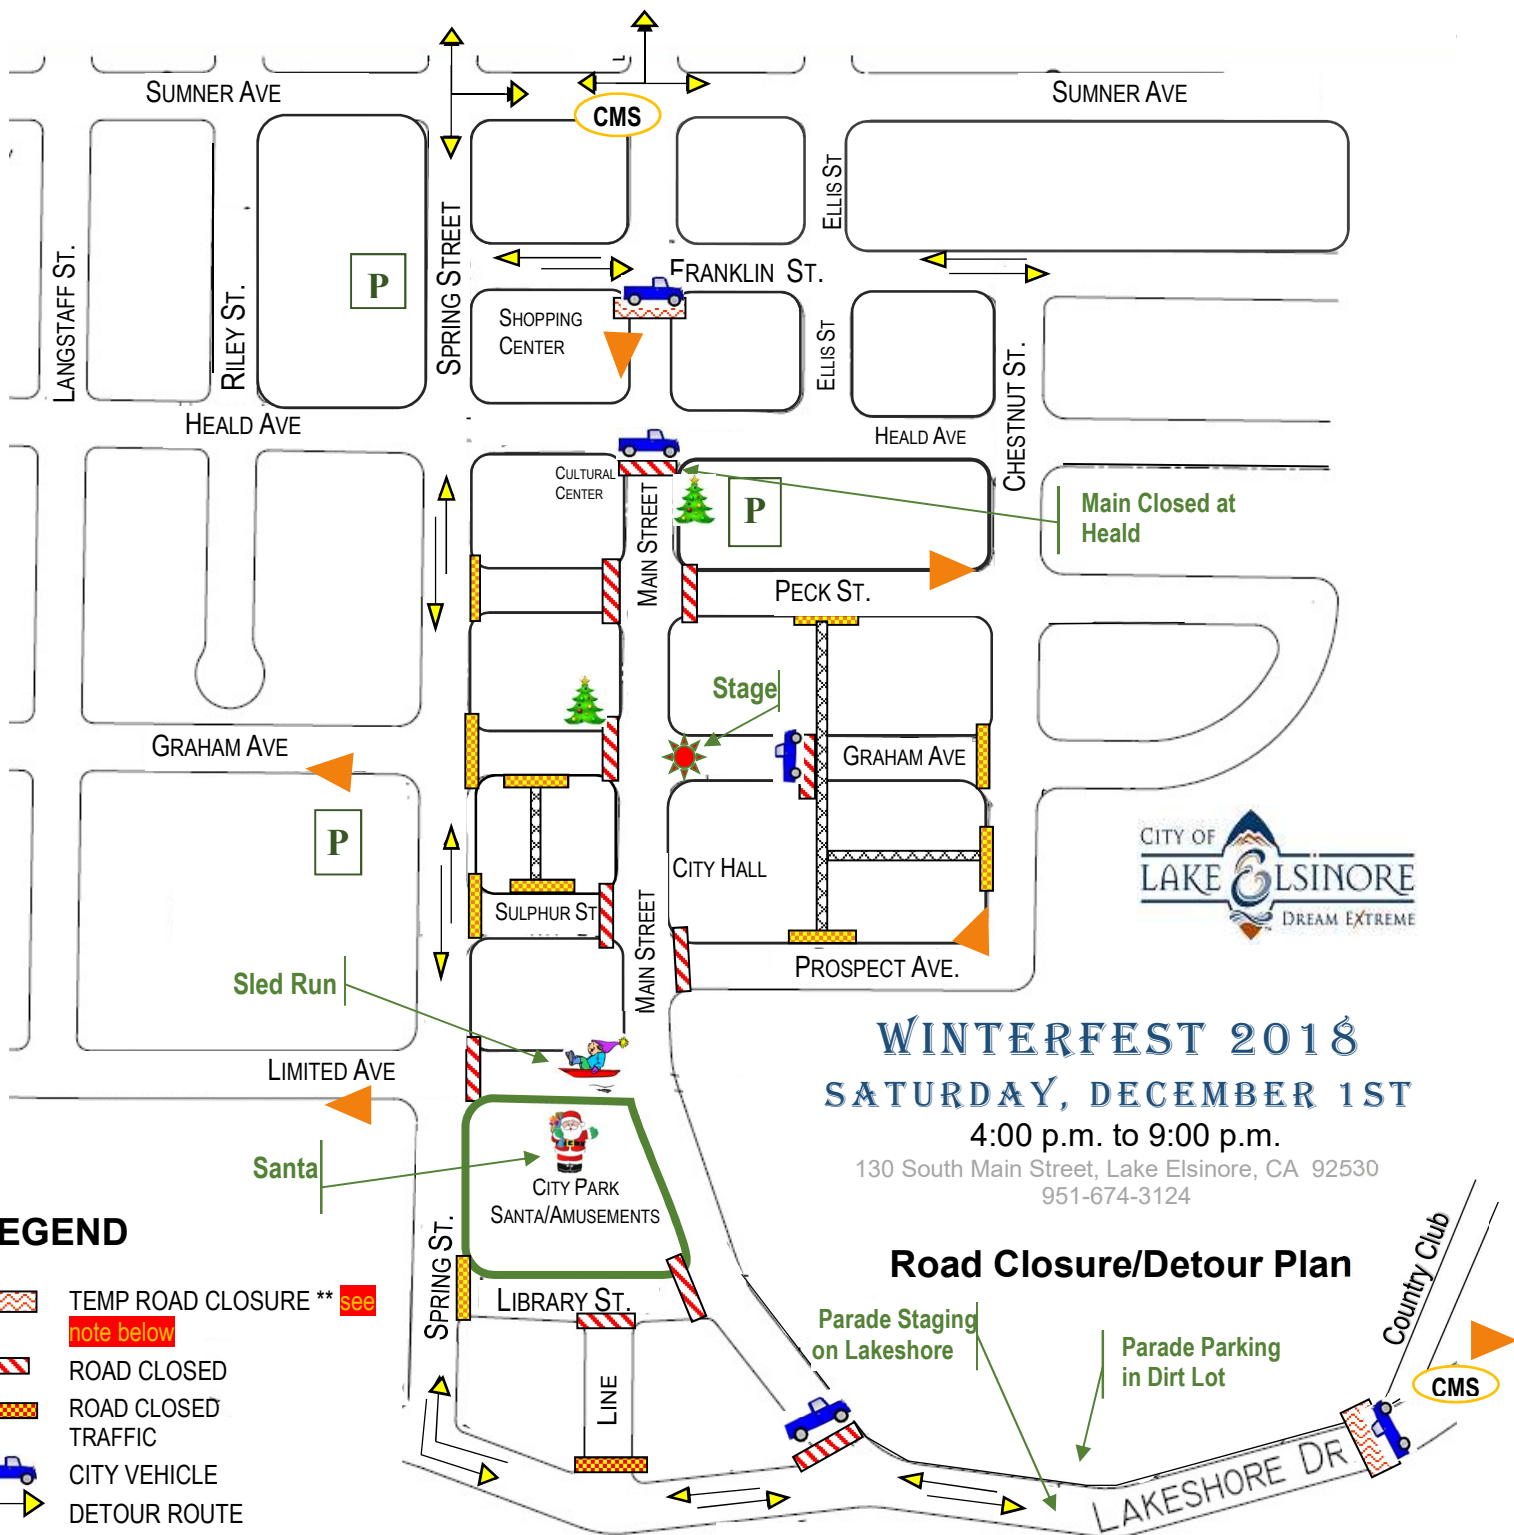 SUMNER AVE
SUMNER AVE
CMS
ELLIS ST
LANGSTAFF ST.
RILEY ST.
SPRING STREET
P
FRANKLIN ST.
SHOPPING
CENTER
ELLIS ST
CHESTNUT ST.
HEALD AVE
HEALD AVE
CULTURAL
CENTER
MAIN STREET
P
Main Closed at
Heald
PECK ST.
Stage
GRAHAM AVE
GRAHAM AVE
P
CITY HALL
CITY OF
LAKE ELSINORE
DREAM EXTREME
SULPHUR ST
MAIN STREET
PROSPECT AVE.
Sled Run
LIMITED AVE
WINTERFEST 2018
SATURDAY, DECEMBER 1ST
4:00 p.m. to 9:00 p.m.
130 South Main Street, Lake Elsinore, CA 92530
951-674-3124
Santa
CITY PARK
SANTA/AMUSEMENTS
SPRING ST.
LIBRARY ST.
LINE
Road Closure/Detour Plan
Country Club
Parade Staging
on Lakeshore
Parade Parking
in Dirt Lot
CMS
LAKESHORE DR
EGEND
TEMP ROAD CLOSURE ** see
note below
ROAD CLOSED
ROAD CLOSED
TRAFFIC
CITY VEHICLE
DETOUR ROUTE